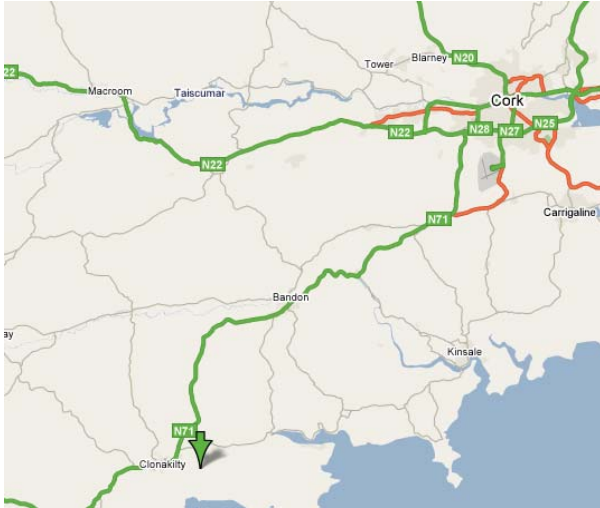 Blarney
N20
Tower
22
Macroom
Taiscumar
Cork
N22
N28
N27
N25
N22
Carrigaline
N71
Bandon
ay
Kinsale
N71
Clonakilty